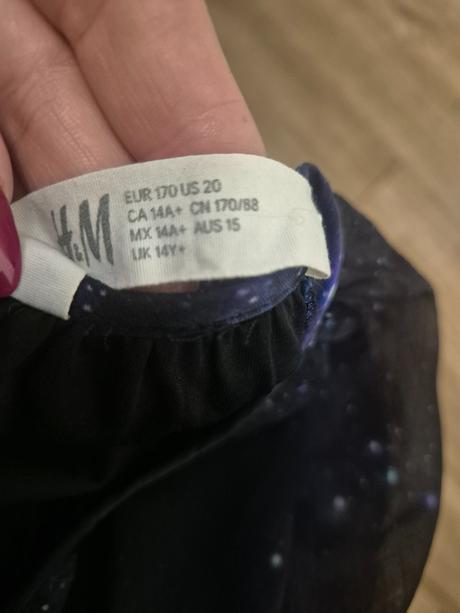 H&M
EUR 170 US 20
CA 14A+ CN 170/88
MX 14A+ AUS 15
UK 14Y+